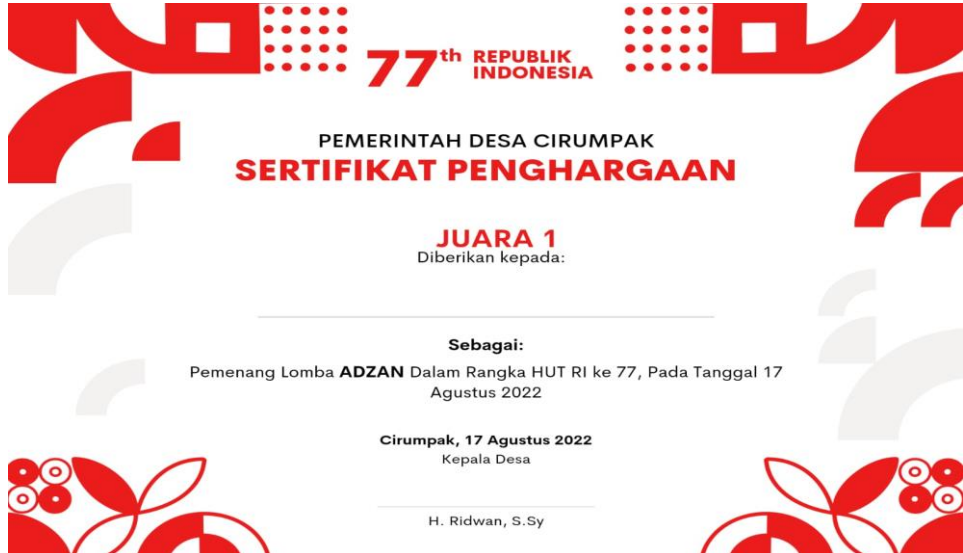 77th REPUBLIK
INDONESIA
PEMERINTAH DESA CIRUMPAK
SERTIFIKAT PENGHARGAAN
JUARA 1
Diberikan kepada:
Sebagai:
Pemenang Lomba ADZAN Dalam Rangka HUT RI ke 77, Pada Tanggal 17
Agustus 2022
Cirumpak, 17 Agustus 2022
Kepala Desa
H. Ridwan, S.Sy